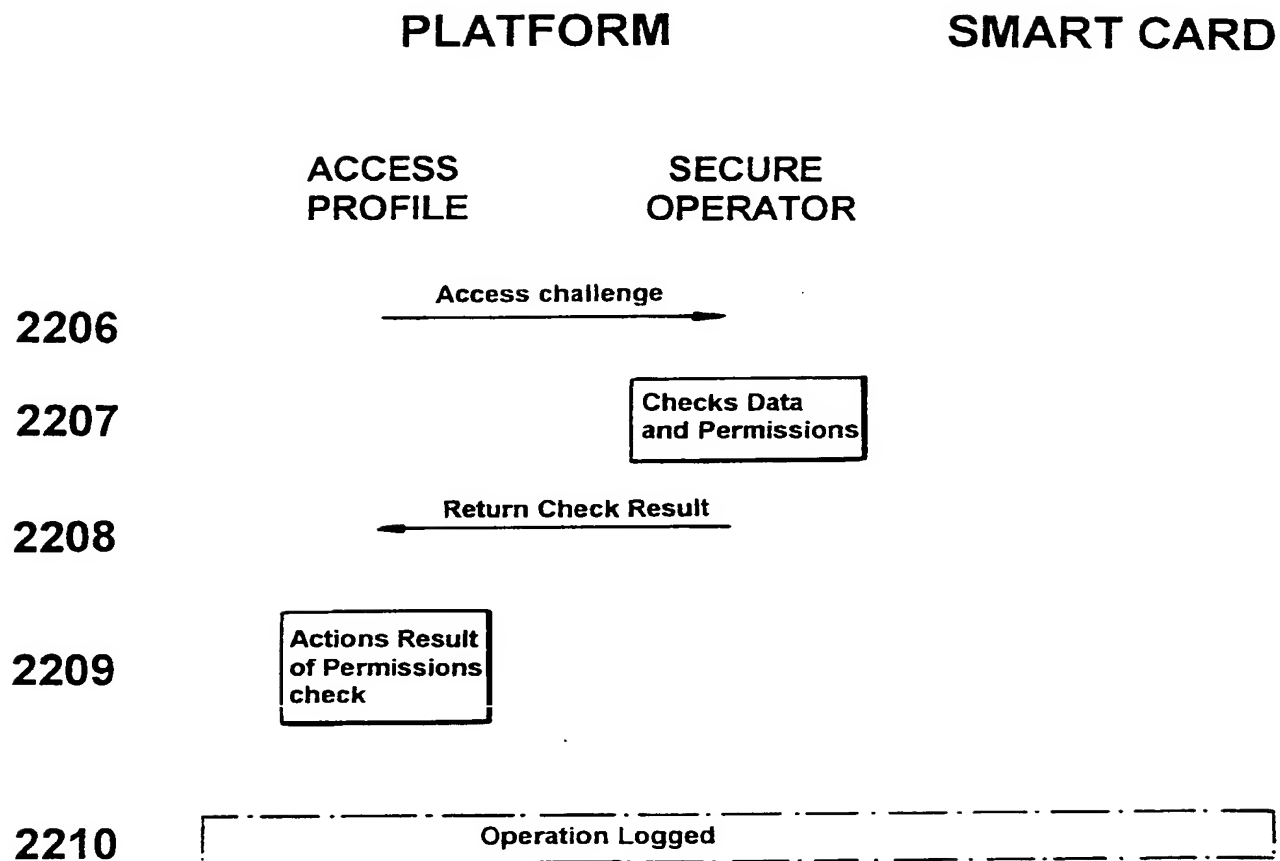 PLATFORM SMART CARD
ACCESS PROFILE SECURE OPERATOR
2206 Access challenge
2207 Checks Data and Permissions
2208 Return Check Result
2209 Actions Result of Permissions check
2210 Operation Logged